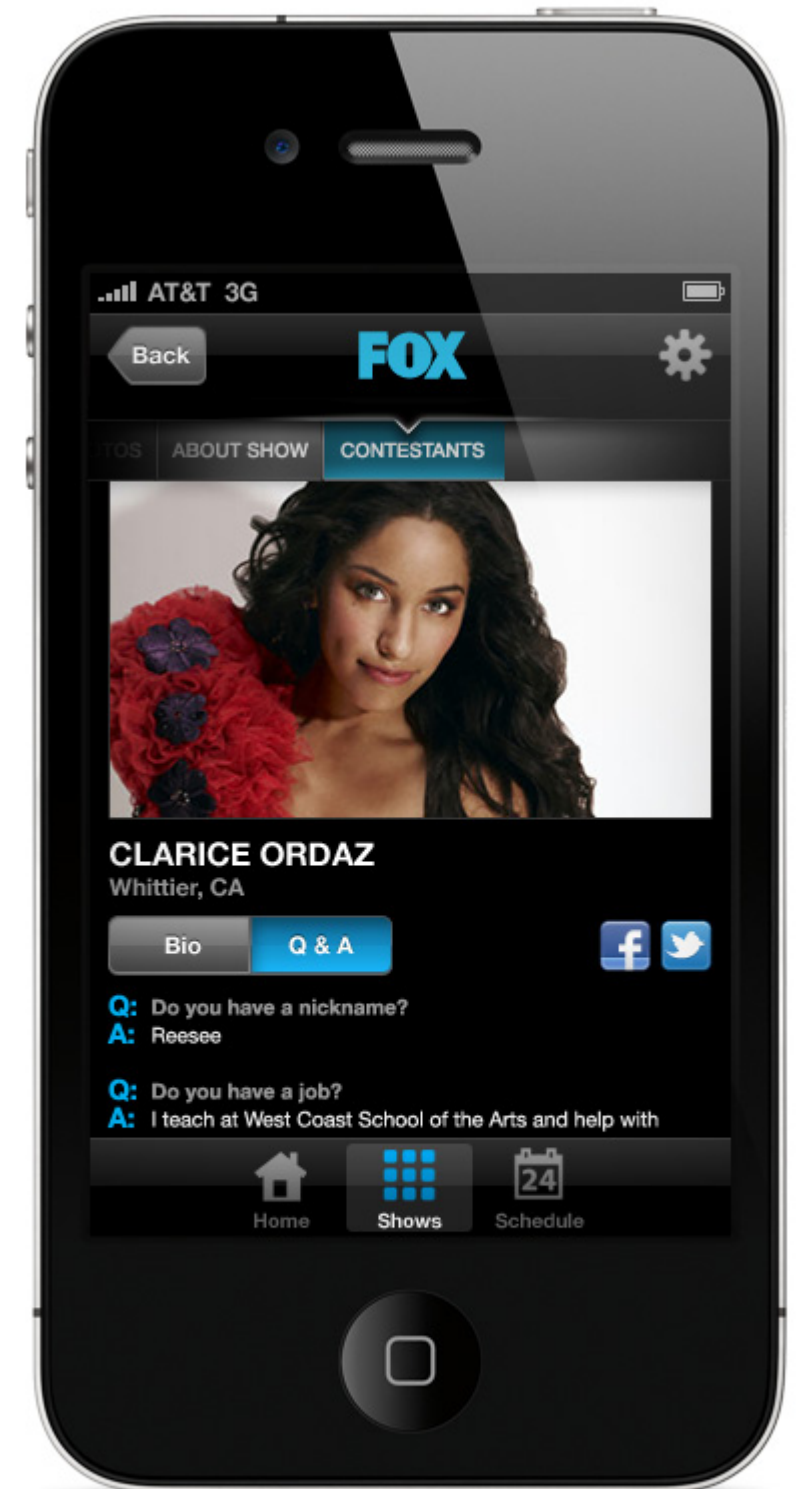 AT&T 3G
Back
FOX
TOS
ABOUT SHOW
CONTESTANTS
CLARICE ORDAZ
Whittier, CA
Bio
Q & A
Q: Do you have a nickname?
A: Reesee
Q: Do you have a job?
A: I teach at West Coast School of the Arts and help with
24
Home
Shows
Schedule